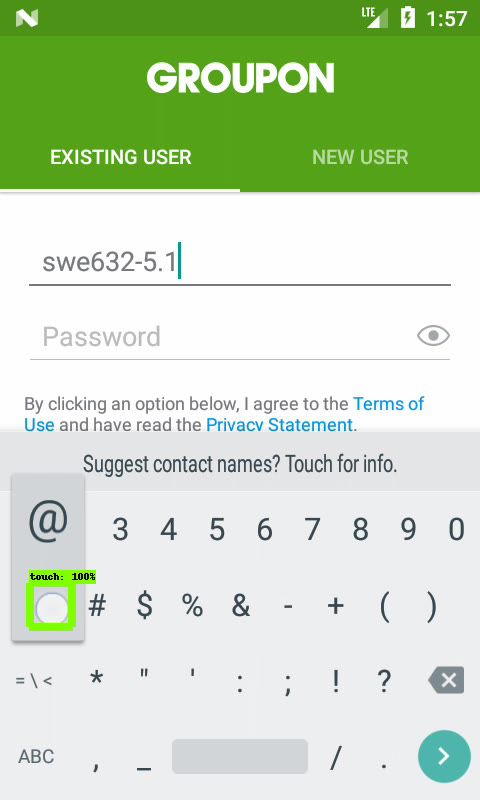 LTE 1:57
GROUPON
EXISTING USER NEW USER
swe632-5.1
Password
By clicking an option below, I agree to the Terms of
Use and have read the Privacy Statement.
Suggest contact names? Touch for info.
@ 3 4 5 6 7 8 9 0
touch: 100%
# $ % & - + ( )
= \ < * " ' : ; ! ?
ABC , _ / .